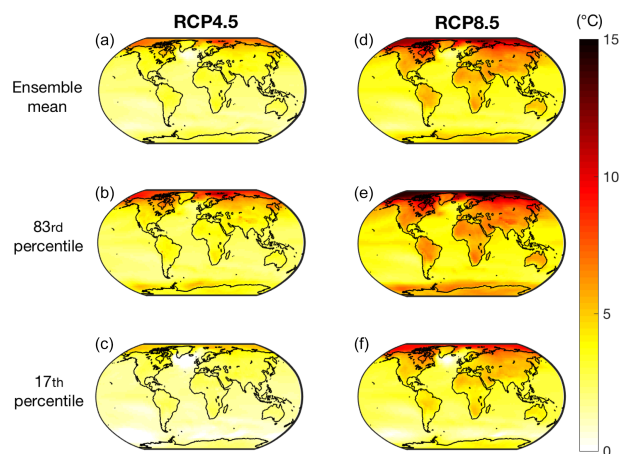 RCP4.5
RCP8.5
(°C)
(a)
(d)
15
Ensemble
mean
10
(b)
(e)
83rd
percentile
5
(c)
(f)
17th
percentile
0